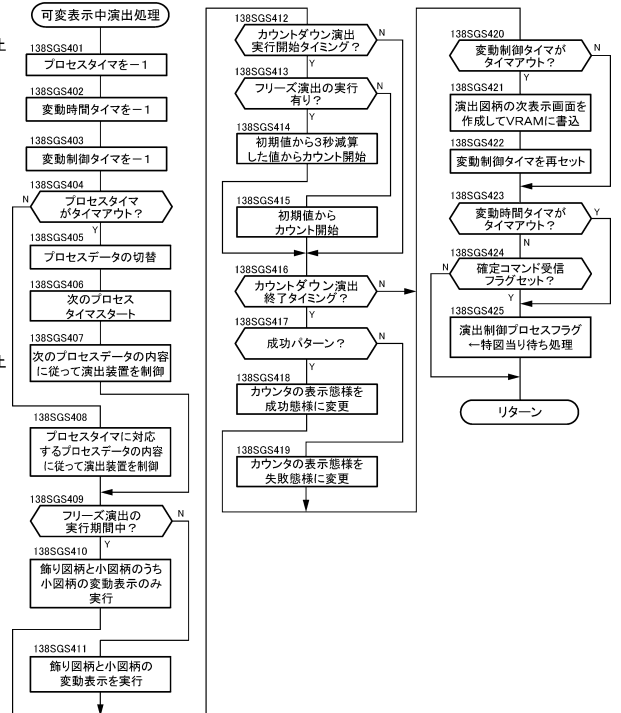 可変表示中演出処理
138SGS401
プロセスタイマを－1
138SGS402
変動時間タイマを－1
138SGS403
変動制御タイマを－1
138SGS404
プロセスタイマ
がタイマアウト？
N
Y
138SGS405
プロセスデータの切替
138SGS406
次のプロセス
タイマスタート
138SGS407
次のプロセスデータの内容
に従って演出装置を制御
138SGS408
プロセスタイマに対応
するプロセスデータの内容
に従って演出装置を制御
138SGS409
フリーズ演出の
実行期間中？
N
Y
138SGS410
飾り図柄と小図柄のうち
小図柄の変動表示のみ
実行
138SGS411
飾り図柄と小図柄の
変動表示を実行
138SGS412
カウントダウン演出
実行開始タイミング？
N
Y
138SGS413
フリーズ演出の実行
有り？
N
Y
138SGS414
初期値から3秒減算
した値からカウント開始
138SGS415
初期値から
カウント開始
138SGS416
カウントダウン演出
終了タイミング？
N
Y
138SGS417
成功パターン？
N
Y
138SGS418
カウンタの表示態様を
成功態様に変更
138SGS419
カウンタの表示態様を
失敗態様に変更
138SGS420
変動制御タイマが
タイマアウト？
N
Y
138SGS421
演出図柄の次表示画面を
作成してVRAMに書込
138SGS422
変動制御タイマを再セット
138SGS423
変動時間タイマが
タイマアウト？
Y
N
138SGS424
確定コマンド受信
フラグセット？
N
Y
138SGS425
演出制御プロセスフラグ
←特図当り待ち処理
リターン